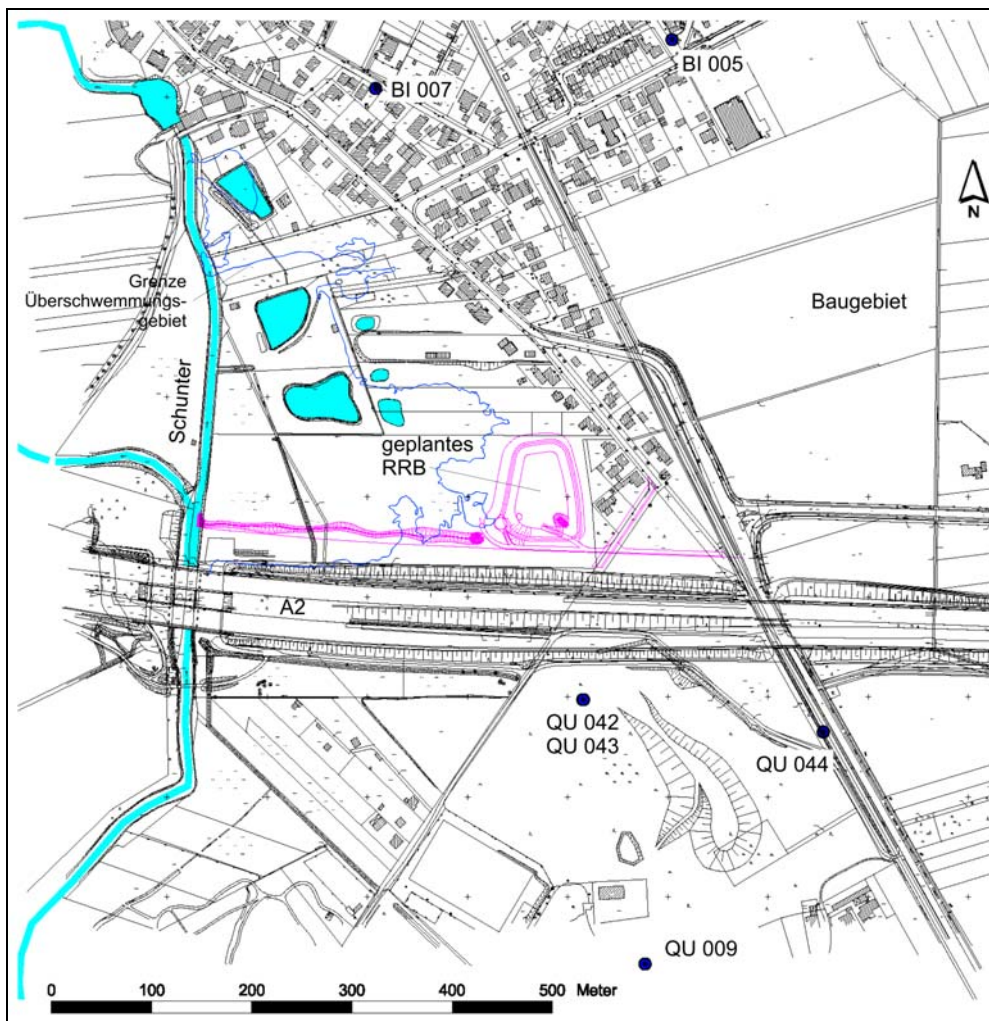 BI 005
BI 007
N
Grenze
Überschwemmungs-
gebiet
Baugebiet
Schunter
geplantes
RRB
A2
QU 042
QU 043
QU 044
QU 009
0 100 200 300 400 500 Meter